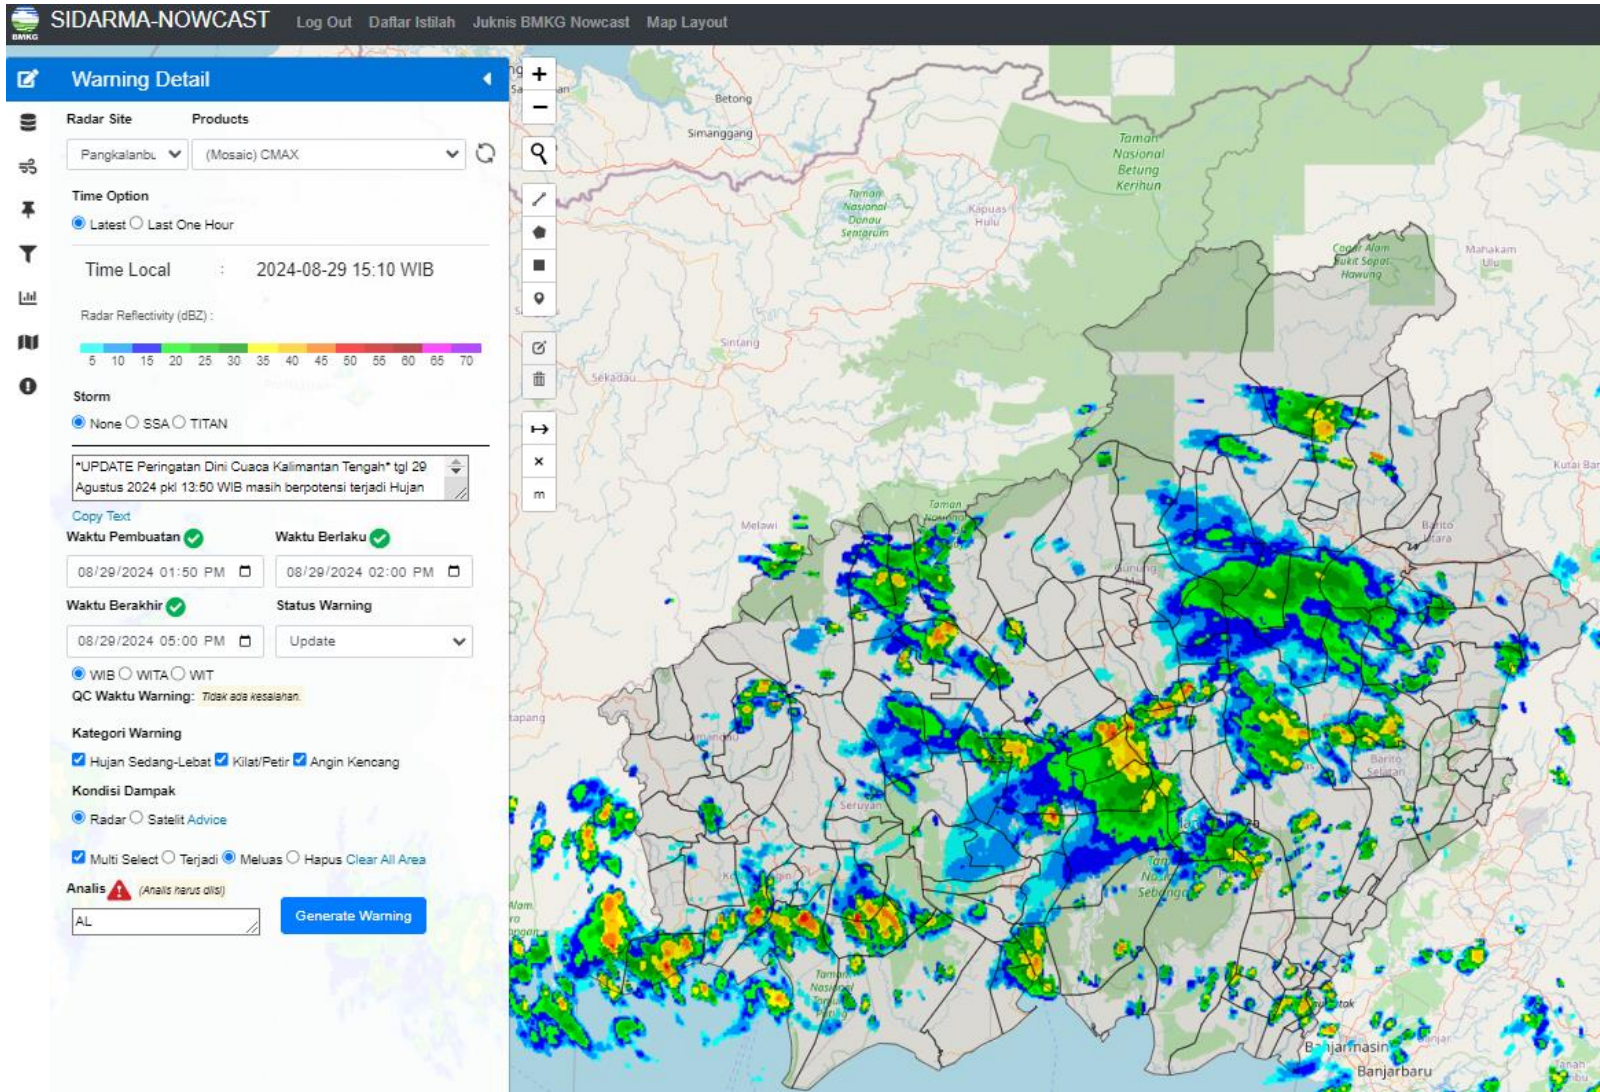 BMKG
SIDARMA-NOWCAST Log Out Daftar Istilah Juknis BMKG Nowcast Map Layout
Warning Detail
Radar Site Products
(Mosaic) CMAX
Time Option
Latest Last One Hour
Time Local : 2024-08-29 15:10 WIB
Radar Reflectivity (dBZ) :
5 10 15 20 25 30 35 40 45 50 55 60 65 70
Storm
None SSA TITAN
*UPDATE Peringatan Dini Cuaca Kalimantan Tengah* tgl 29
Agustus 2024 pkl 13:50 WIB masih berpotensi terjadi Hujan
Copy Text
Waktu Pembuatan Waktu Berlaku
08/29/2024 01:50 PM 08/29/2024 02:00 PM
Waktu Berakhir Status Warning
08/29/2024 05:00 PM Update
WIB WITA WIT
QC Waktu Warning: Tidak ada kesalahan.
Kategori Warning
Hujan Sedang-Lebat Kilat/Petir Angin Kencang
Kondisi Dampak
Radar Satelit Advice
Multi Select Terjadi Meluas Hapus Clear All Area
Analis (Analis harus diisi)
AL
Generate Warning
+
−
m
Betong
Simanggang
Taman
Nasional
Betung
Kerihun
Taman
Nasional
Danau
Sentarum
Kapuas
Hulu
Cagar Alam
Bukit Sapat
Hawung
Mahakam
Ulu
Sintang
Sekadau
Kutai Bar
Melawi
Taman
Barito
Utara
Gunung
Lamandau
Barito
Selatan
Seruyan
Taman
Nasional
Banjarmasin
Banjar
Banjarbaru
Tanah